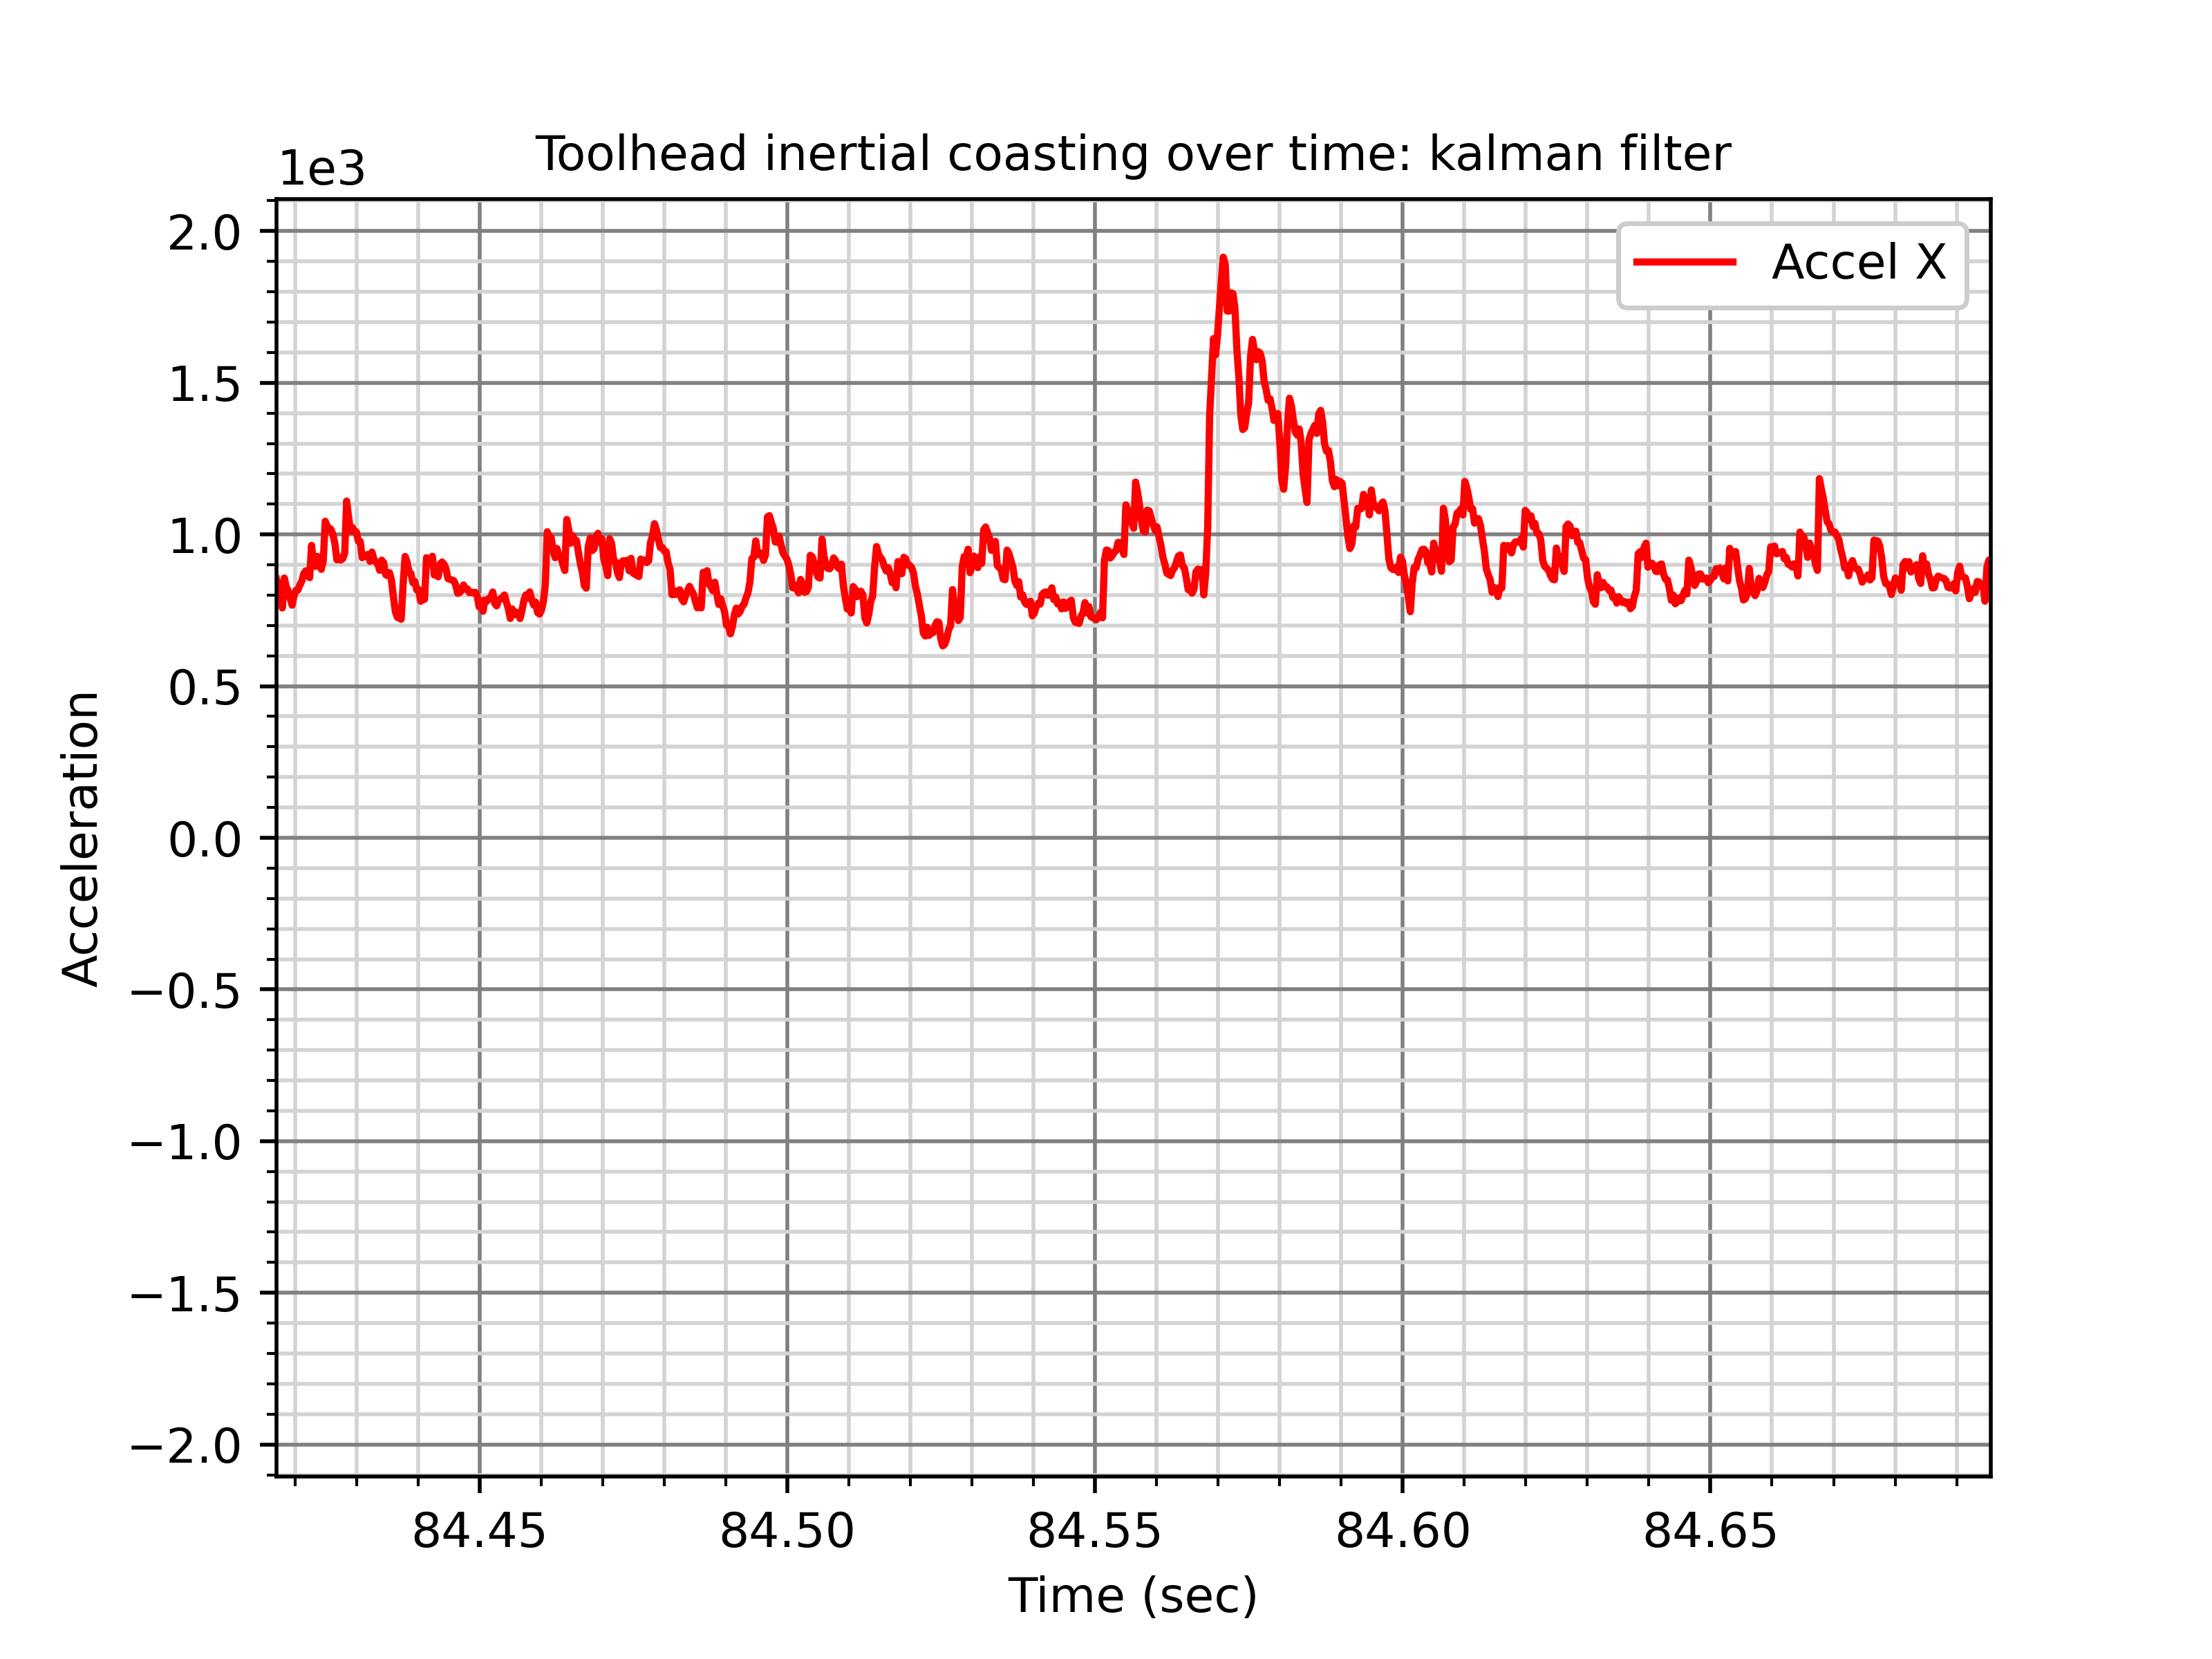 Toolhead inertial coasting over time: kalman filter
1e3
Accel X
2.0
1.5
1.0
0.5
0.0
−0.5
−1.0
−1.5
−2.0
Acceleration
84.45 84.50 84.55 84.60 84.65
Time (sec)